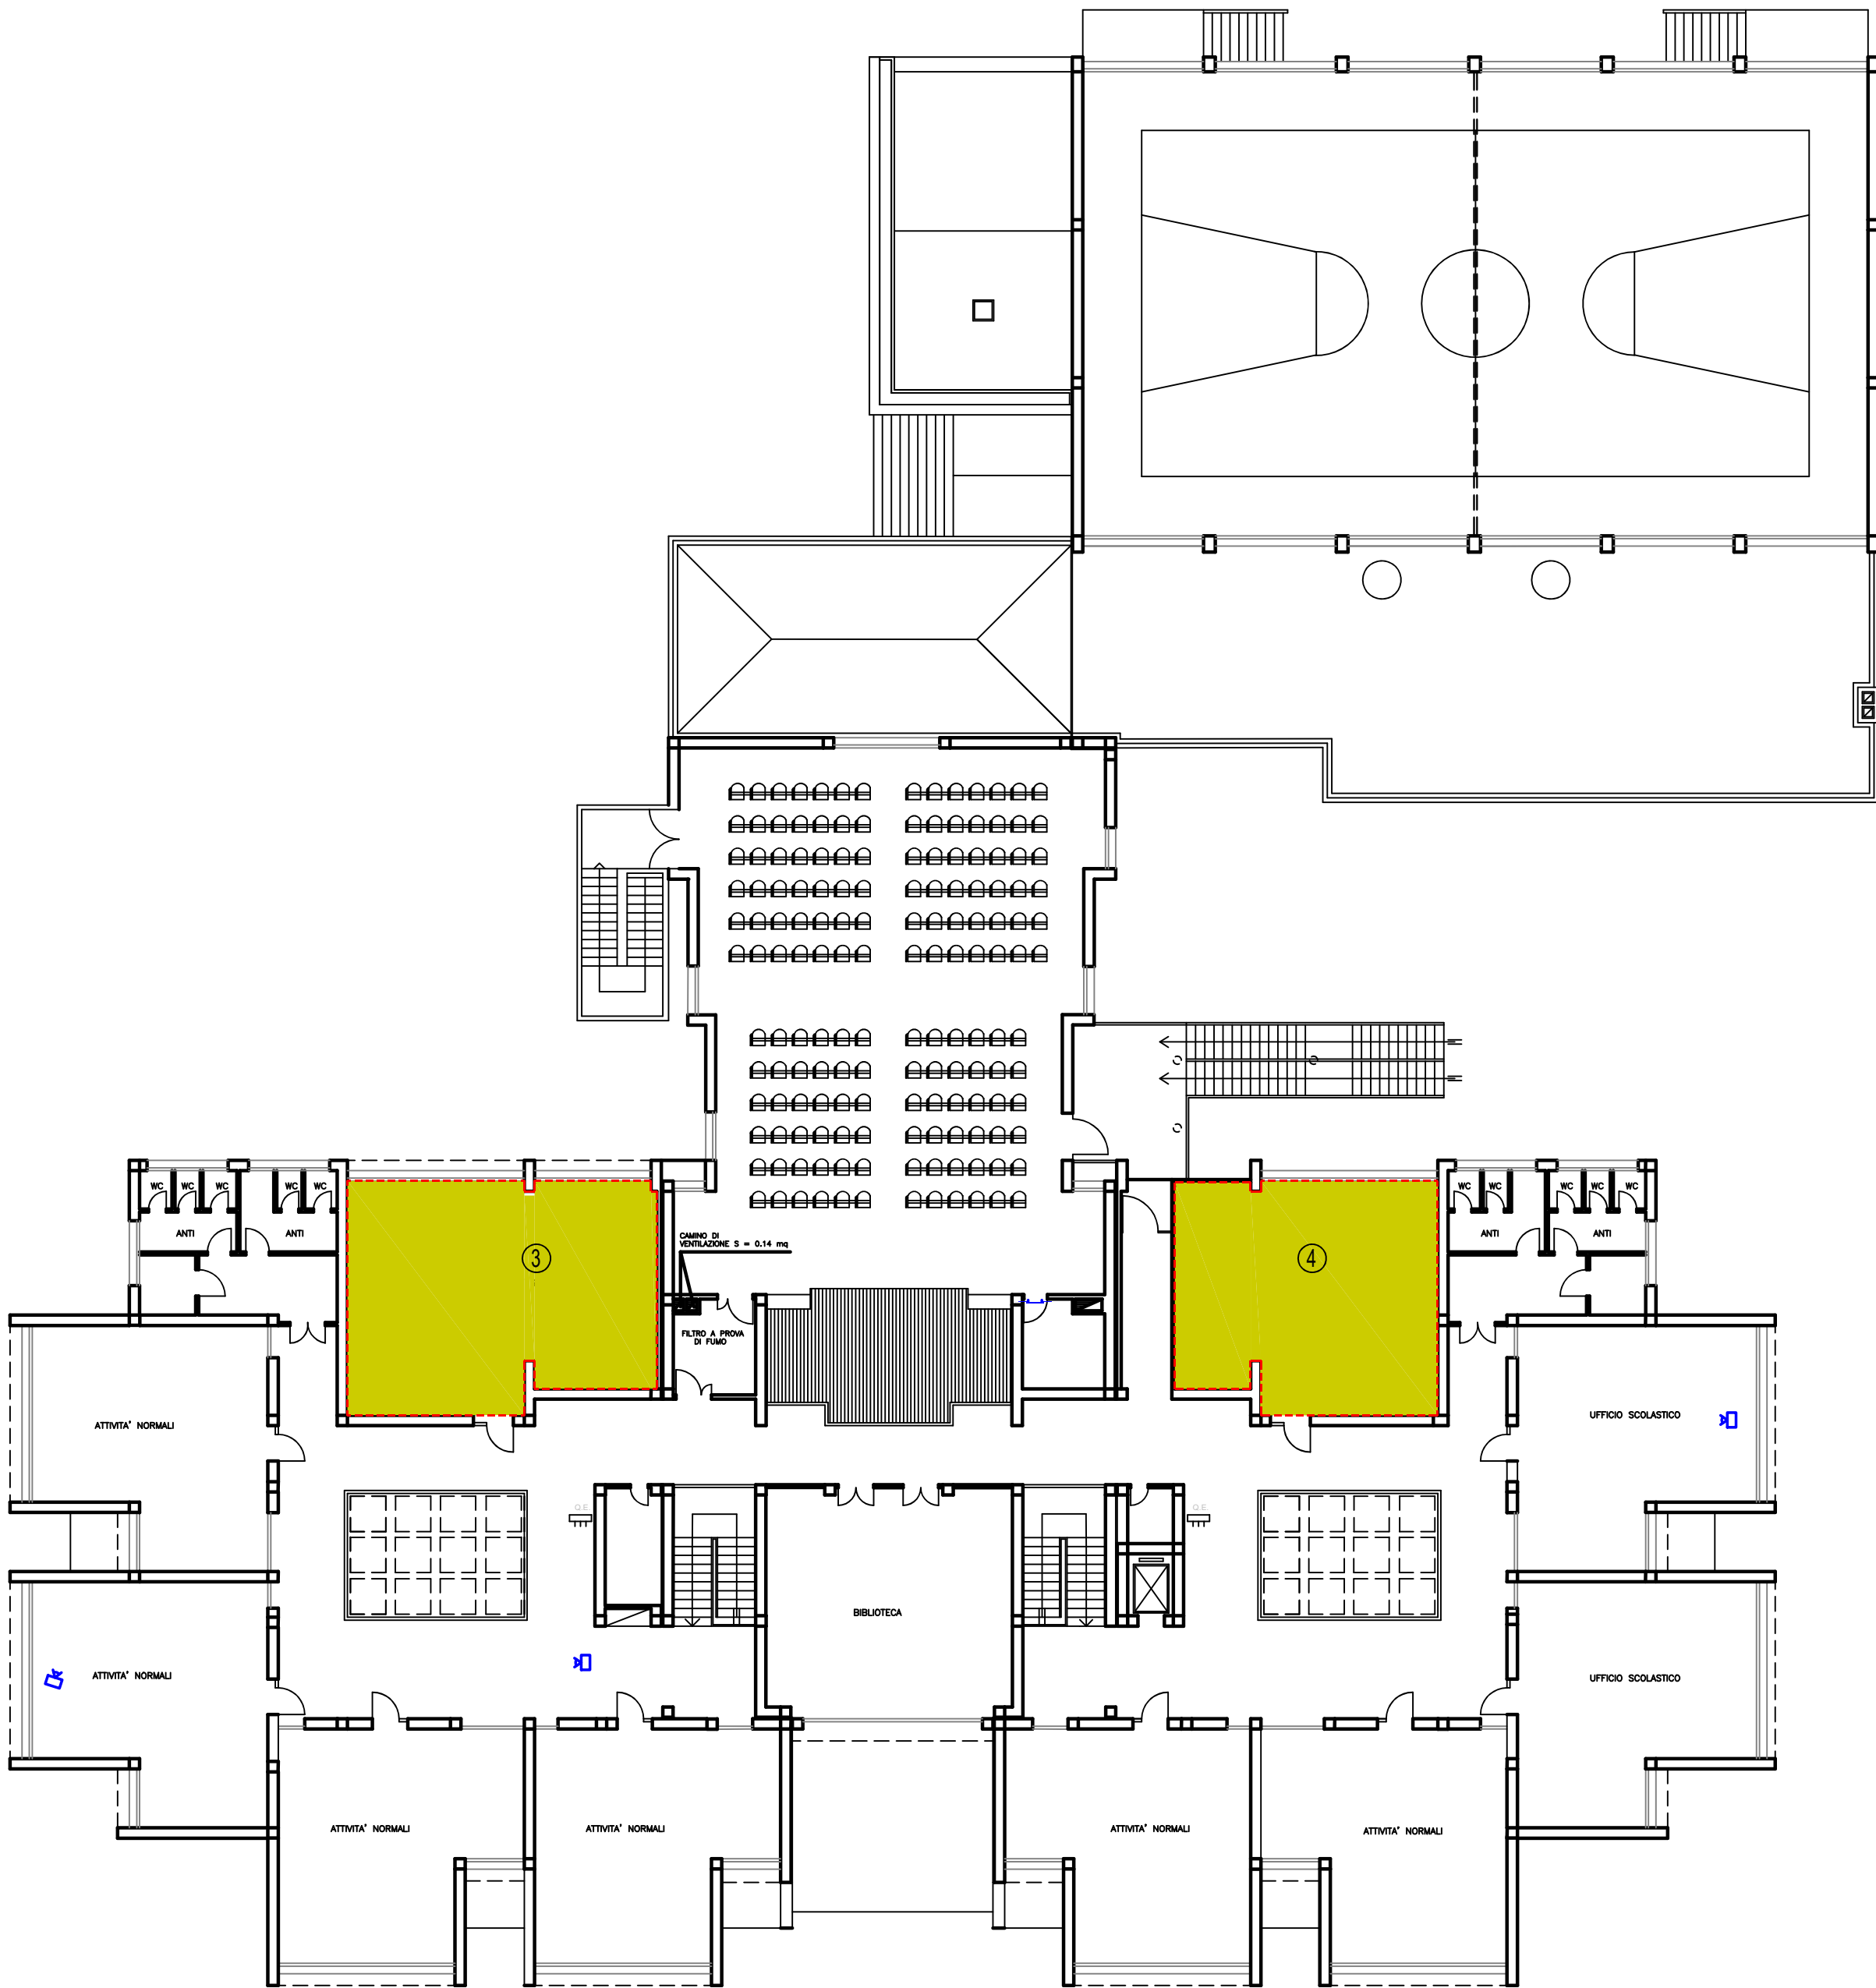 WC WC WC WC WC
ANTI ANTI
CAMINO DI
VENTILAZIONE S = 0.14 mq
3
4
WC WC WC WC WC
ANTI ANTI
FILTRO A PROVA
DI FUMO
ATTIVITA' NORMALI
UFFICIO SCOLASTICO
Q.E.
Q.E.
BIBLIOTECA
ATTIVITA' NORMALI
UFFICIO SCOLASTICO
ATTIVITA' NORMALI
ATTIVITA' NORMALI
ATTIVITA' NORMALI
ATTIVITA' NORMALI